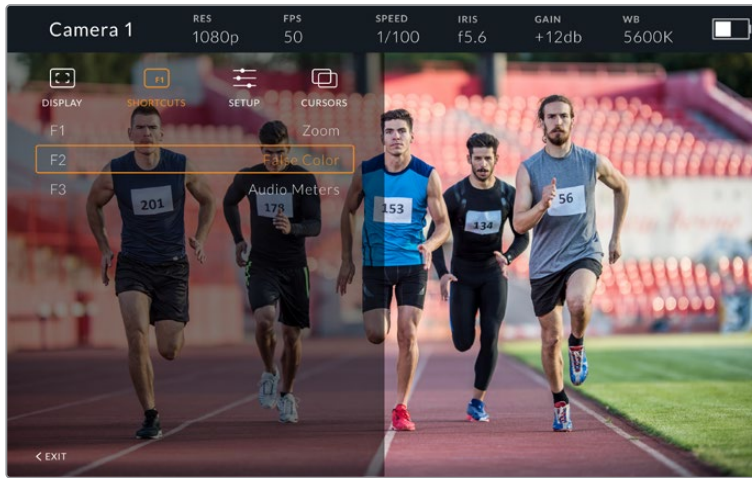 Camera 1
RES FPS SPEED IRIS GAIN WB
1080p 50 1/100 f5.6 +12db 5600K
F1
DISPLAY SHORTCUTS SETUP CURSORS
F1 Zoom
F2 False Color
F3 Audio Meters
201 178 153 134 56
< EXIT